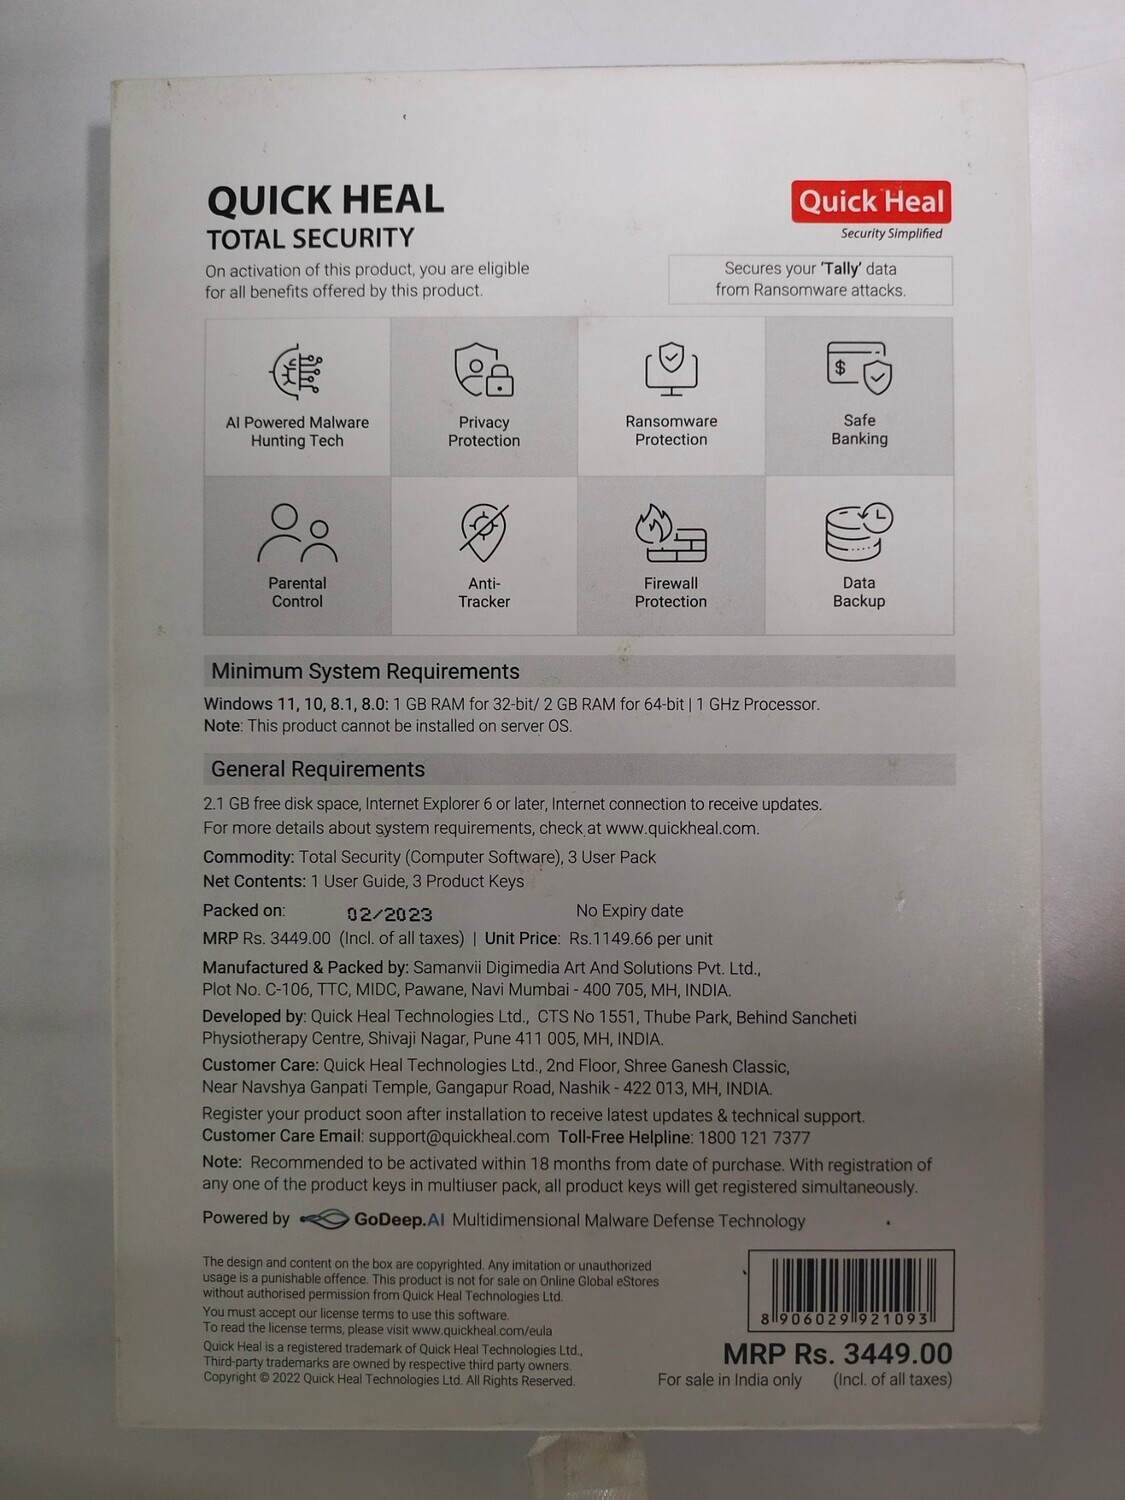 QUICK HEAL
TOTAL SECURITY
On activation of this product, you are eligible
for all benefits offered by this product.
Quick Heal
Security Simplified
Secures your 'Tally' data
from Ransomware attacks.
AI Powered Malware
Hunting Tech
Privacy
Protection
Ransomware
Protection
$
Safe
Banking
Parental
Control
Anti-
Tracker
Firewall
Protection
Data
Backup
Minimum System Requirements
Windows 11, 10, 8.1, 8.0: 1 GB RAM for 32-bit/ 2 GB RAM for 64-bit | 1 GHz Processor.
Note: This product cannot be installed on server OS.
General Requirements
2.1 GB free disk space, Internet Explorer 6 or later, Internet connection to receive updates.
For more details about system requirements, check at www.quickheal.com.
Commodity: Total Security (Computer Software), 3 User Pack
Net Contents: 1 User Guide, 3 Product Keys
Packed on: 02/2023 No Expiry date
MRP Rs. 3449.00 (Incl. of all taxes) | Unit Price: Rs.1149.66 per unit
Manufactured & Packed by: Samanvii Digimedia Art And Solutions Pvt. Ltd.,
Plot No. C-106, TTC, MIDC, Pawane, Navi Mumbai - 400 705, MH, INDIA.
Developed by: Quick Heal Technologies Ltd., CTS No 1551, Thube Park, Behind Sancheti
Physiotherapy Centre, Shivaji Nagar, Pune 411 005, MH, INDIA.
Customer Care: Quick Heal Technologies Ltd., 2nd Floor, Shree Ganesh Classic,
Near Navshya Ganpati Temple, Gangapur Road, Nashik - 422 013, MH, INDIA.
Register your product soon after installation to receive latest updates & technical support.
Customer Care Email: support@quickheal.com Toll-Free Helpline: 1800 121 7377
Note: Recommended to be activated within 18 months from date of purchase. With registration of
any one of the product keys in multiuser pack, all product keys will get registered simultaneously.
Powered by GoDeep.AI Multidimensional Malware Defense Technology
The design and content on the box are copyrighted. Any imitation or unauthorized
usage is a punishable offence. This product is not for sale on Online Global eStores
without authorised permission from Quick Heal Technologies Ltd.
You must accept our license terms to use this software.
To read the license terms, please visit www.quickheal.com/eula
Quick Heal is a registered trademark of Quick Heal Technologies Ltd.,
Third-party trademarks are owned by respective third party owners.
Copyright © 2022 Quick Heal Technologies Ltd. All Rights Reserved.
8 906029 921093
MRP Rs. 3449.00
For sale in India only (Incl. of all taxes)